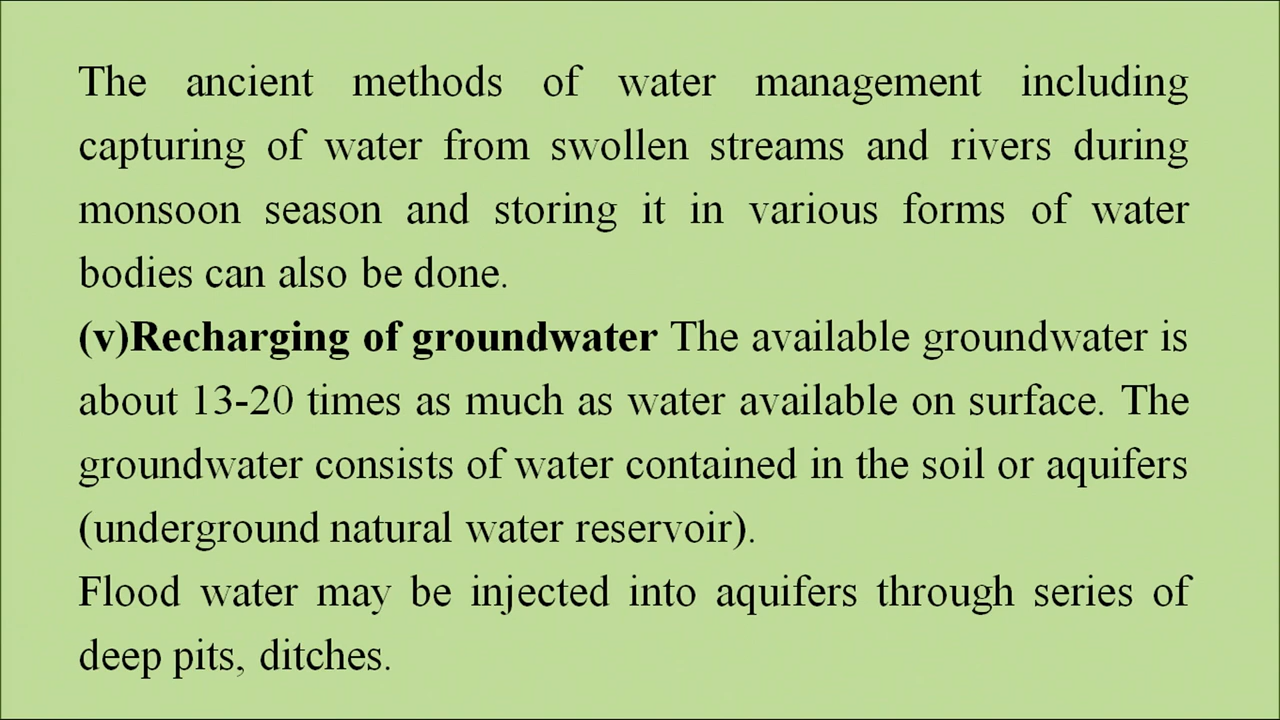 The ancient methods of water management including
capturing of water from swollen streams and rivers during
monsoon season and storing it in various forms of water
bodies can also be done.
(v)Recharging of groundwater The available groundwater is
about 13-20 times as much as water available on surface. The
groundwater consists of water contained in the soil or aquifers
(underground natural water reservoir).
Flood water may be injected into aquifers through series of
deep pits, ditches.